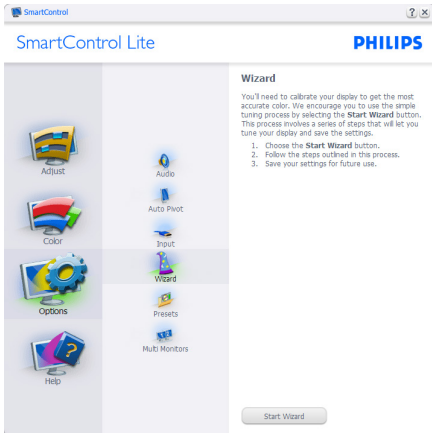 SmartControl
SmartControl Lite
PHILIPS
Adjust
Color
Options
Help
Audio
Auto Pivot
Input
Wizard
Presets
Multi Monitors
Wizard
You'll need to calibrate your display to get the most
accurate color. We encourage you to use the simple
tuning process by selecting the Start Wizard button.
This process involves a series of steps that will let you
tune your display and save the settings.
1. Choose the Start Wizard button.
2. Follow the steps outlined in this process.
3. Save your settings for future use.
Start Wizard